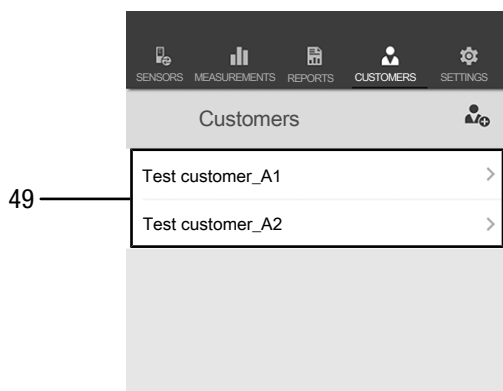 SENSORS MEASUREMENTS REPORTS CUSTOMERS SETTINGS
Customers
Test customer_A1
49
Test customer_A2